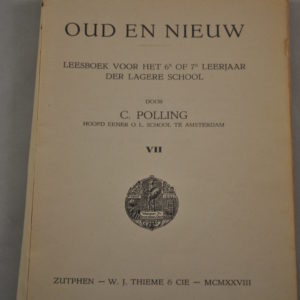 OUD EN NIEUW
LEESBOEK VOOR HET 6E OF 7E LEERJAAR
DER LAGERE SCHOOL
DOOR
C. POLLING
HOOFD EENER O. L. SCHOOL TE AMSTERDAM
VII
ZUTPHEN — W. J. THIEME & CIE — MCMXXVIII